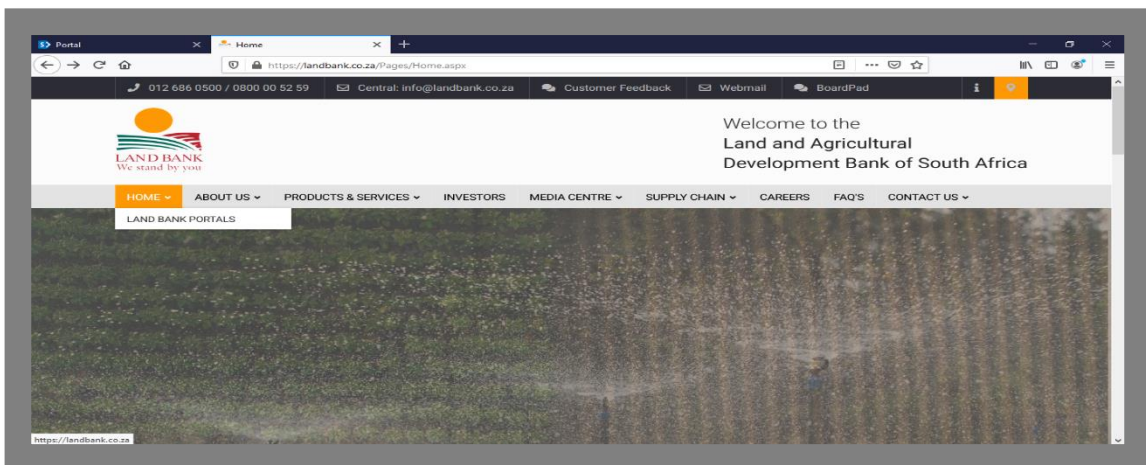 Portal
Home
https://landbank.co.za/Pages/Home.aspx
012 686 0500 / 0800 00 52 59 Central: info@landbank.co.za Customer Feedback Webmail BoardPad
LAND BANK
We stand by you
Welcome to the
Land and Agricultural
Development Bank of South Africa
HOME ABOUT US PRODUCTS & SERVICES INVESTORS MEDIA CENTRE SUPPLY CHAIN CAREERS FAQ'S CONTACT US
LAND BANK PORTALS
https://landbank.co.za